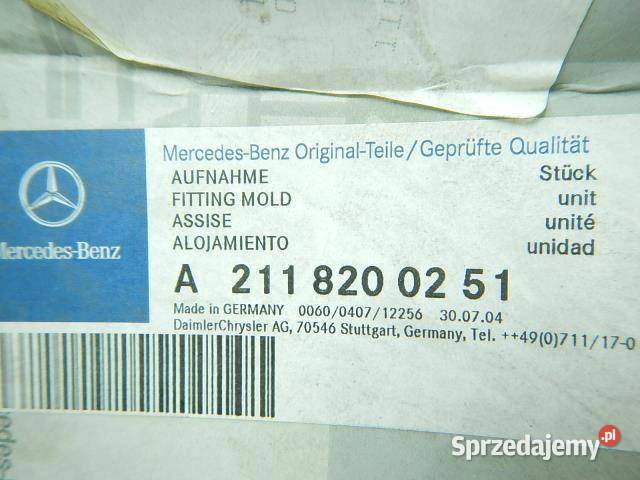 Mercedes-Benz Original-Teile/Geprüfte Qualität
AUFNAHME Stück
FITTING MOLD unit
ASSISE unité
ALOJAMIENTO unidad
Mercedes-Benz
A 211 820 02 51
Made in GERMANY 0060/0407/12256 30.07.04
DaimlerChrysler AG, 70546 Stuttgart, Germany, Tel. ++49(0)711/17-0
Sprzedajemy.pl